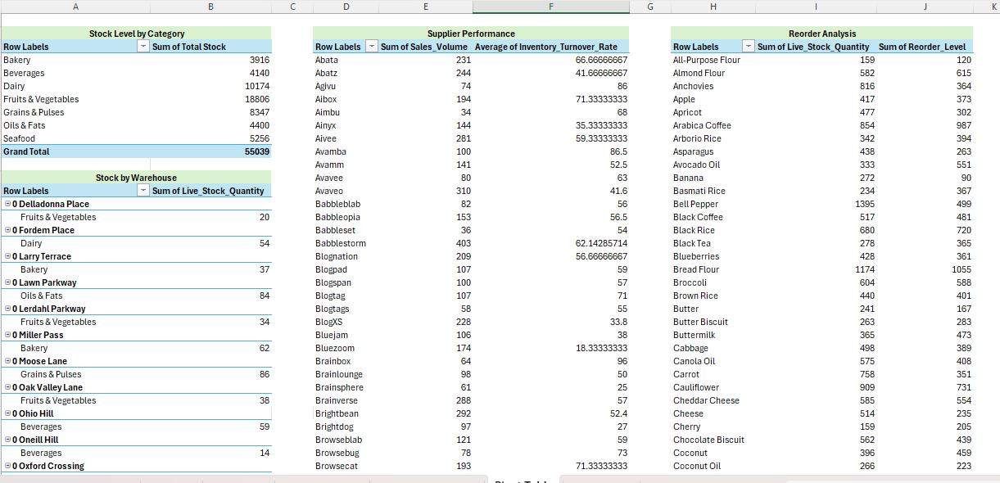 A B C D E F G H I J K
Stock Level by Category Supplier Performance Reorder Analysis
Row Labels Sum of Total Stock Row Labels Sum of Sales_Volume Average of Inventory_Turnover_Rate Row Labels Sum of Live_Stock_Quantity Sum of Reorder_Level
Bakery 3916 Abata 231 66.66666667 All-Purpose Flour 159 120
Beverages 4140 Abatz 244 41.66666667 Almond Flour 582 615
Dairy 10174 Agivu 74 86 Anchovies 816 364
Fruits & Vegetables 18806 Aibox 194 71.33333333 Apple 417 373
Grains & Pulses 8347 Aimbu 34 68 Apricot 477 302
Oils & Fats 4400 Ainyx 144 35.33333333 Arabica Coffee 854 987
Seafood 5256 Aivee 281 59.33333333 Arborio Rice 342 394
Grand Total 55039 Avamba 100 86.5 Asparagus 438 263
Avamm 141 52.5 Avocado Oil 333 551
Stock by Warehouse Avavee 80 63 Banana 272 90
Row Labels Sum of Live_Stock_Quantity Avaveo 310 41.6 Basmati Rice 234 367
0 Delladonna Place Babbleblab 82 56 Bell Pepper 1395 499
Fruits & Vegetables 20 Babbleopia 153 56.5 Black Coffee 517 481
0 Fordem Place Babbleset 36 54 Black Rice 680 720
Dairy 54 Babblestorm 403 62.14285714 Black Tea 278 365
0 Larry Terrace Blognation 209 56.66666667 Blueberries 428 361
Bakery 37 Blogpad 107 59 Bread Flour 1174 1055
0 Lawn Parkway Blogspan 100 57 Broccoli 604 588
Oils & Fats 84 Blogtag 107 71 Brown Rice 440 401
0 Lerdahl Parkway Blogtags 58 55 Butter 241 167
Fruits & Vegetables 34 BlogXS 228 33.8 Butter Biscuit 263 283
0 Miller Pass Bluejam 106 38 Buttermilk 365 473
Bakery 62 Bluezoom 174 18.33333333 Cabbage 498 389
0 Moose Lane Brainbox 64 96 Canola Oil 575 408
Grains & Pulses 86 Brainlounge 98 50 Carrot 758 351
0 Oak Valley Lane Brainsphere 61 25 Cauliflower 909 731
Fruits & Vegetables 38 Brainverse 288 57 Cheddar Cheese 585 554
0 Ohio Hill Brightbean 292 52.4 Cheese 514 235
Beverages 59 Brightdog 97 27 Cherry 159 205
0 Oneill Hill Browseblab 121 59 Chocolate Biscuit 562 439
Beverages 14 Browsebug 78 73 Coconut 396 459
0 Oxford Crossing Browsecat 193 71.33333333 Coconut Oil 266 223